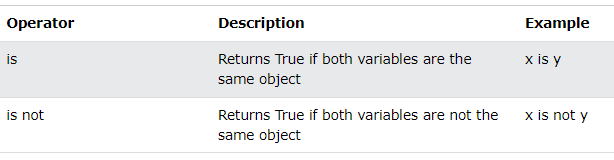 Operator Description Example
is Returns True if both variables are the x is y
same object
is not Returns True if both variables are not the x is not y
same object